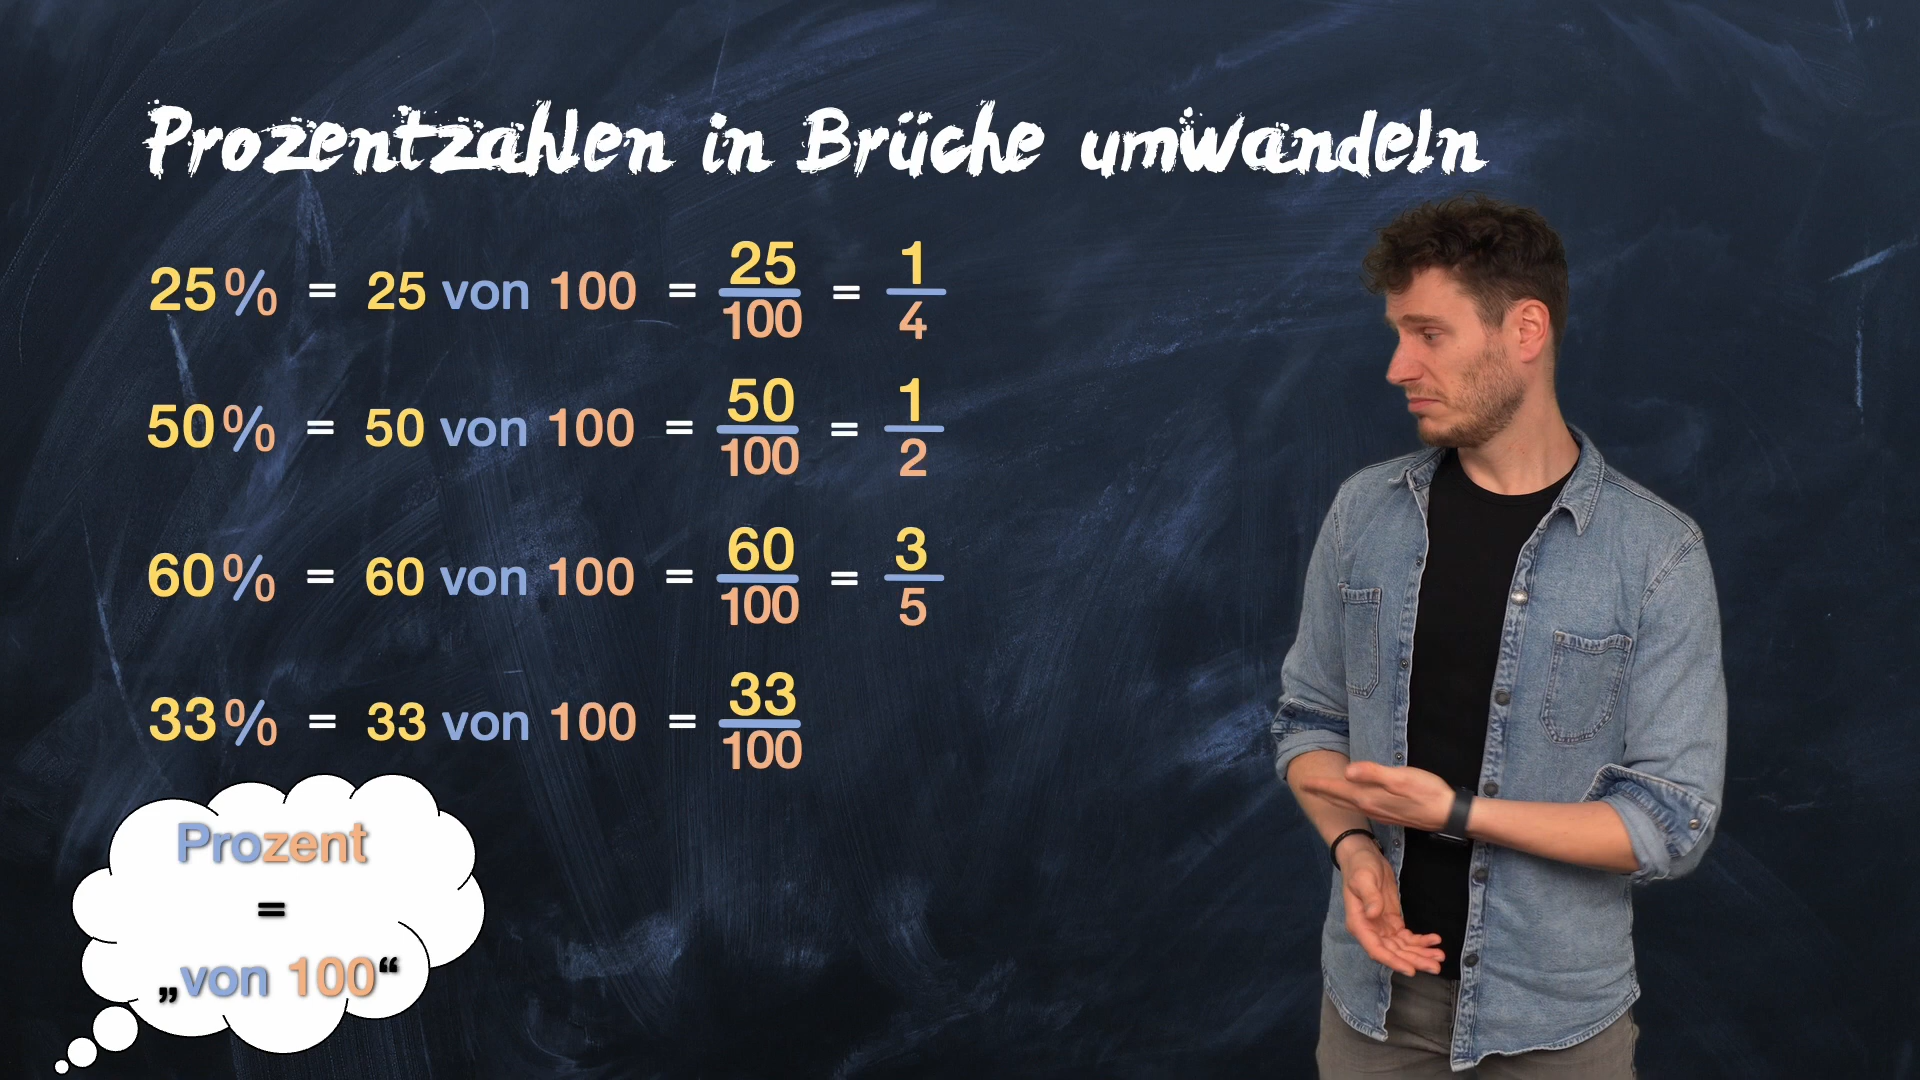 Prozentzahlen in Brüche umwandeln
25% = 25 von 100 = 25/100 = 1/4
50% = 50 von 100 = 50/100 = 1/2
60% = 60 von 100 = 60/100 = 3/5
33% = 33 von 100 = 33/100
Prozent
=
„von 100“